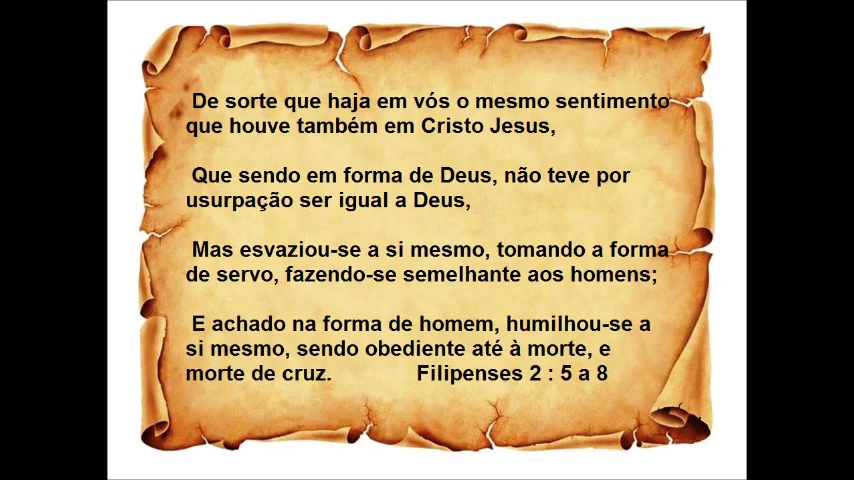 De sorte que haja em vós o mesmo sentimento
que houve também em Cristo Jesus,
Que sendo em forma de Deus, não teve por
usurpação ser igual a Deus,
Mas esvaziou-se a si mesmo, tomando a forma
de servo, fazendo-se semelhante aos homens;
E achado na forma de homem, humilhou-se a
si mesmo, sendo obediente até à morte, e
morte de cruz. Filipenses 2 : 5 a 8